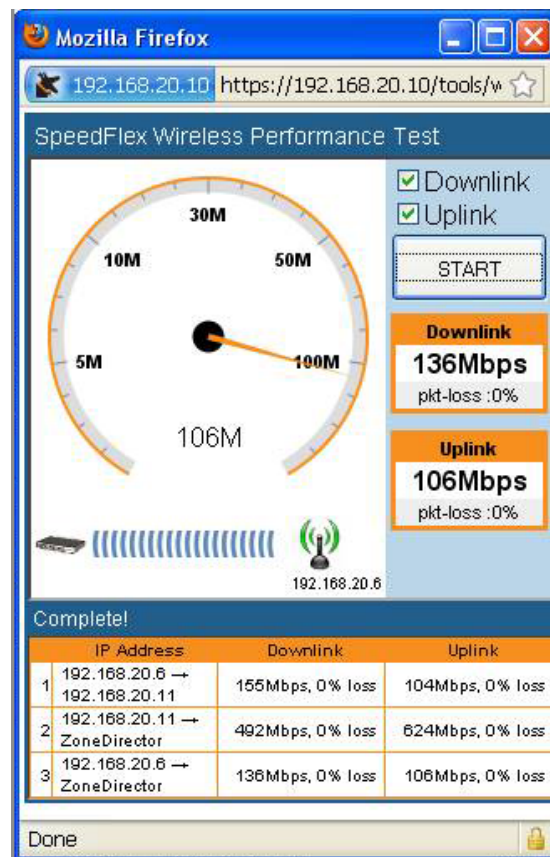 Mozilla Firefox
192.168.20.10 https://192.168.20.10/tools/w
SpeedFlex Wireless Performance Test
Downlink
Uplink
START
30M
10M
50M
5M
100M
106M
Downlink
136Mbps
pkt-loss :0%
Uplink
106Mbps
pkt-loss :0%
192.168.20.6
Complete!
IP Address Downlink Uplink
1 192.168.20.6 → 192.168.20.11 155Mbps, 0% loss 104Mbps, 0% loss
2 192.168.20.11 → ZoneDirector 492Mbps, 0% loss 624Mbps, 0% loss
3 192.168.20.6 → ZoneDirector 136Mbps, 0% loss 106Mbps, 0% loss
Done